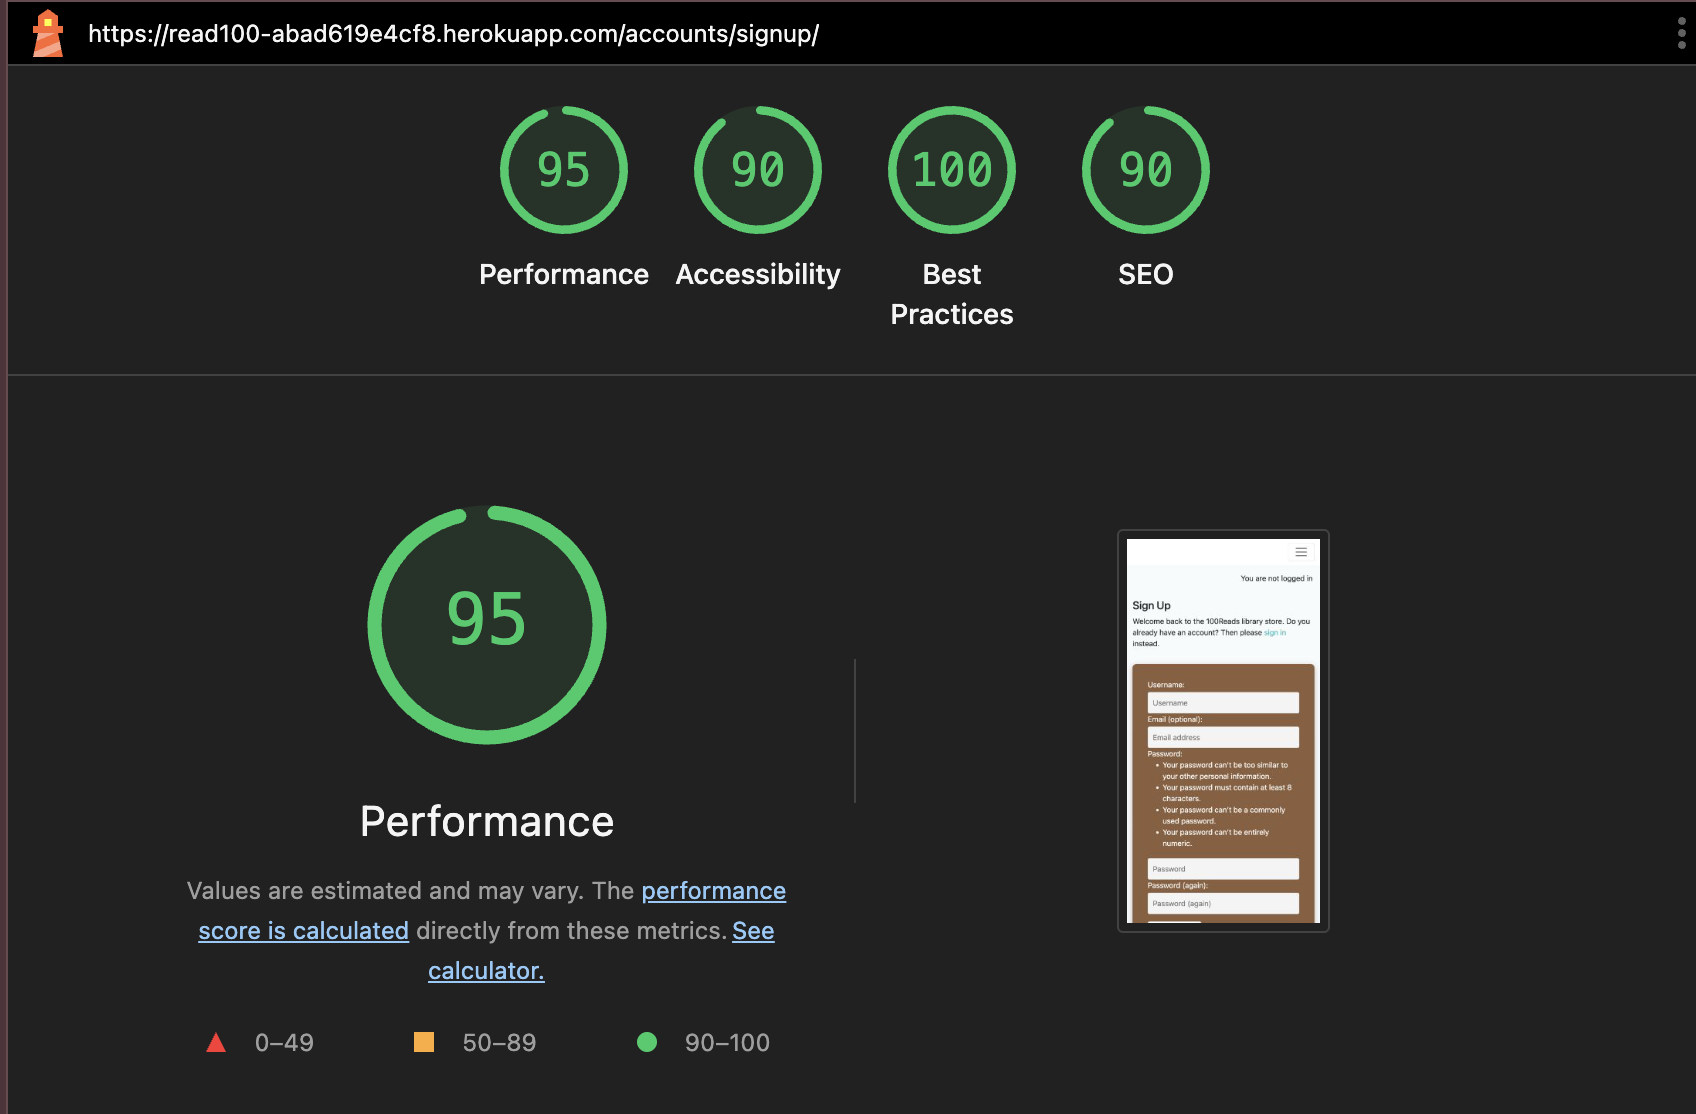 https://read100-abad619e4cf8.herokuapp.com/accounts/signup/
95
90
100
90
Performance
Accessibility
Best
Practices
SEO
95
Performance
Values are estimated and may vary. The performance
score is calculated directly from these metrics. See
calculator.
0–49
50–89
90–100
You are not logged in
Sign Up
Welcome back to the 100Reads library store. Do you
already have an account? Then please sign in
instead.
Username:
Username
Email (optional):
Email address
Password:
• Your password can't be too similar to
your other personal information.
• Your password must contain at least 8
characters.
• Your password can't be a commonly
used password.
• Your password can't be entirely
numeric.
Password
Password (again):
Password (again)